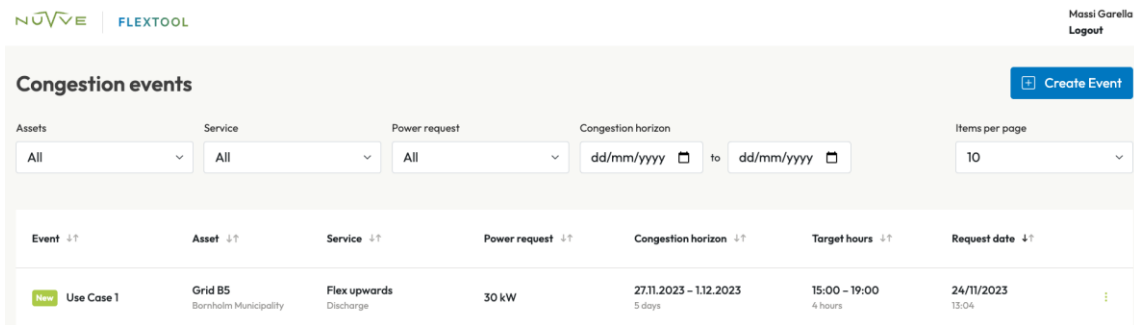 NUVVE FLEXTOOL
Massi Garella
Logout
Congestion events
Create Event
Assets Service Power request Congestion horizon Items per page
All All All dd/mm/yyyy to dd/mm/yyyy 10
Event Asset Service Power request Congestion horizon Target hours Request date
New Use Case 1 Grid B5 Flex upwards 30 kW 27.11.2023 – 1.12.2023 15:00 – 19:00 24/11/2023
Bornholm Municipality Discharge 5 days 4 hours 13:04